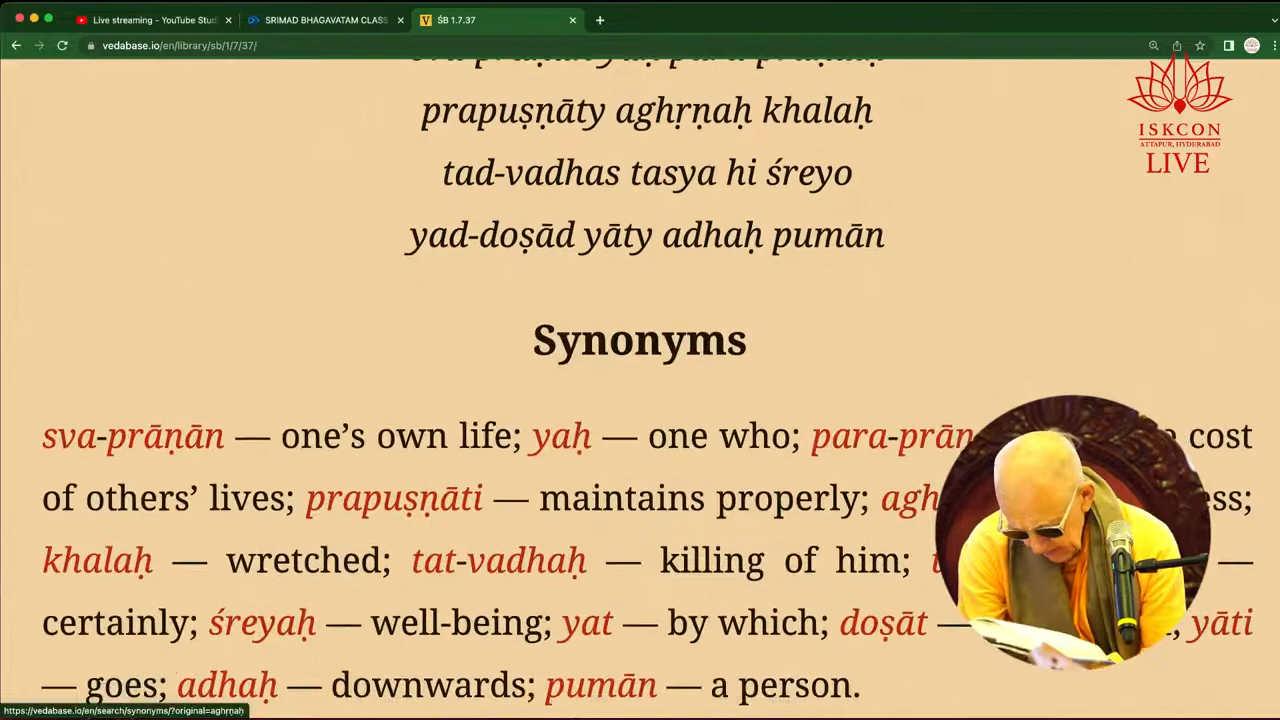 Live streaming - YouTube Stud
SRIMAD BHAGAVATAM CLASS
ŚB 1.7.37
vedabase.io/en/library/sb/1/7/37/
ISKCON
ATTAPUR, HYDERABAD
LIVE
prapuṣṇāty aghṛṇaḥ khalaḥ
tad-vadhas tasya hi śreyo
yad-doṣād yāty adhaḥ pumān
Synonyms
sva-prāṇān — one’s own life; yaḥ — one who; para-prāṇ cost
of others’ lives; prapuṣṇāti — maintains properly; agh ess;
khalaḥ — wretched; tat-vadhaḥ — killing of him; —
certainly; śreyaḥ — well-being; yat — by which; doṣāt — yāti
— goes; adhaḥ — downwards; pumān — a person.
https://vedabase.io/en/search/synonyms/?original=aghṛṇaḥ